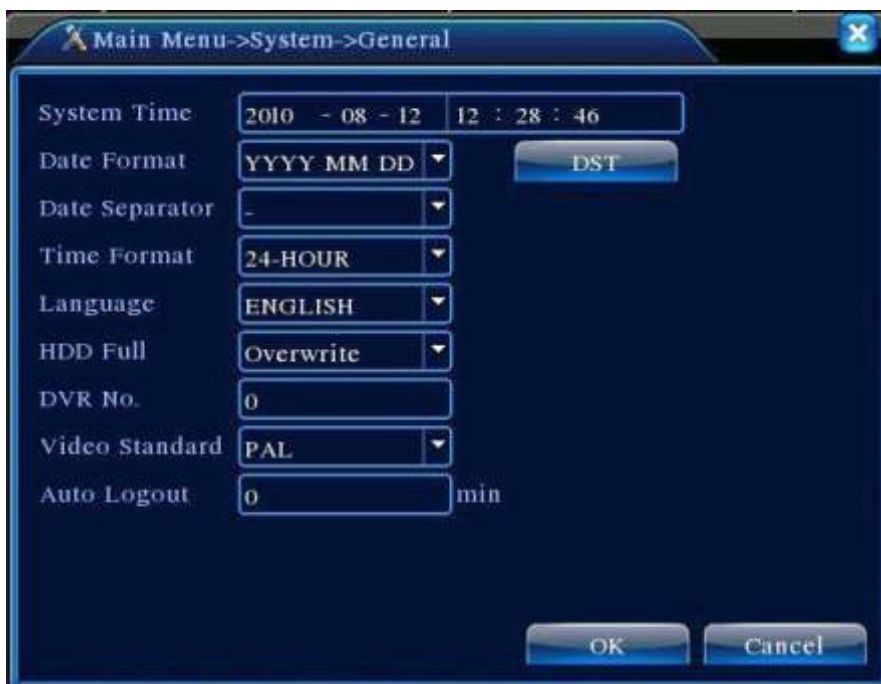 Main Menu->System->General
System Time 2010 - 08 - 12 12 : 28 : 46
Date Format YYYY MM DD DST
Date Separator -
Time Format 24-HOUR
Language ENGLISH
HDD Full Overwrite
DVR No. 0
Video Standard PAL
Auto Logout 0 min
OK Cancel